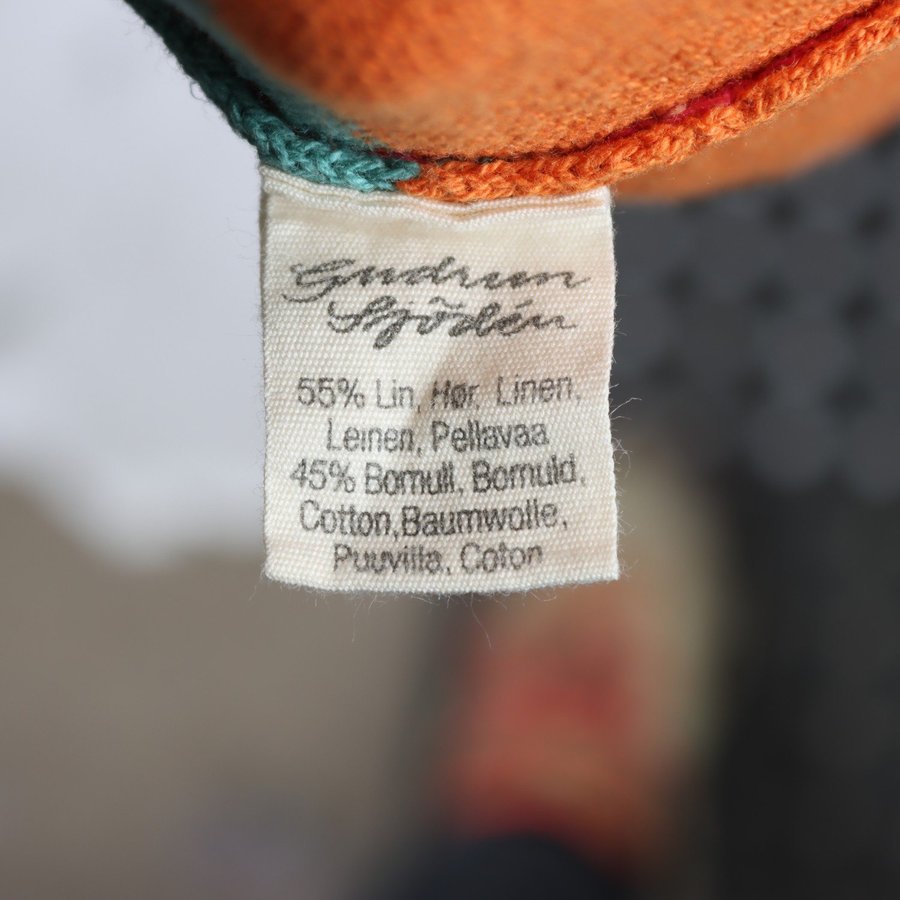 Gudrun
Sjödén
55% Lin, Hør, Linen,
Leinen, Pellavaa
45% Bomull, Bomuld,
Cotton,Baumwolle,
Puuvilla, Coton